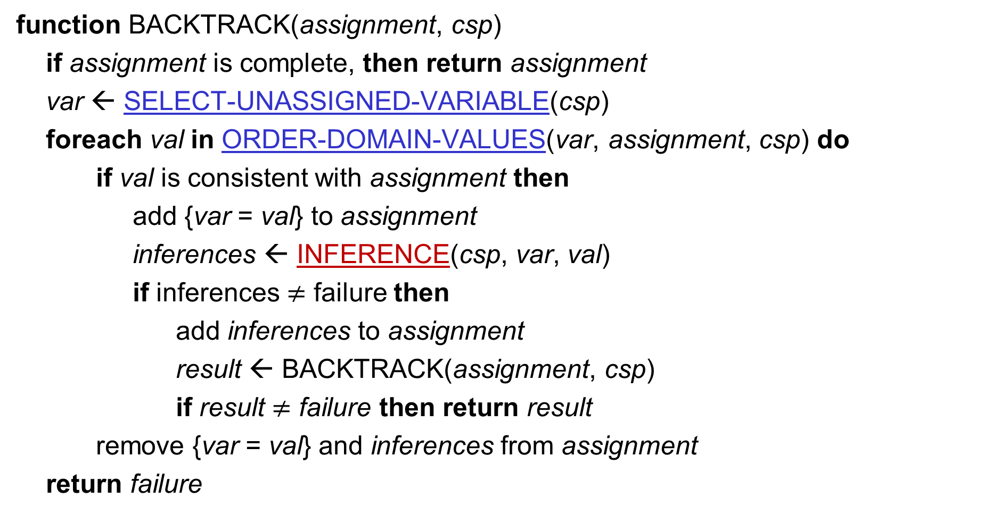 function BACKTRACK(assignment, csp)
if assignment is complete, then return assignment
var ← SELECT-UNASSIGNED-VARIABLE(csp)
foreach val in ORDER-DOMAIN-VALUES(var, assignment, csp) do
if val is consistent with assignment then
add {var = val} to assignment
inferences ← INFERENCE(csp, var, val)
if inferences ≠ failure then
add inferences to assignment
result ← BACKTRACK(assignment, csp)
if result ≠ failure then return result
remove {var = val} and inferences from assignment
return failure